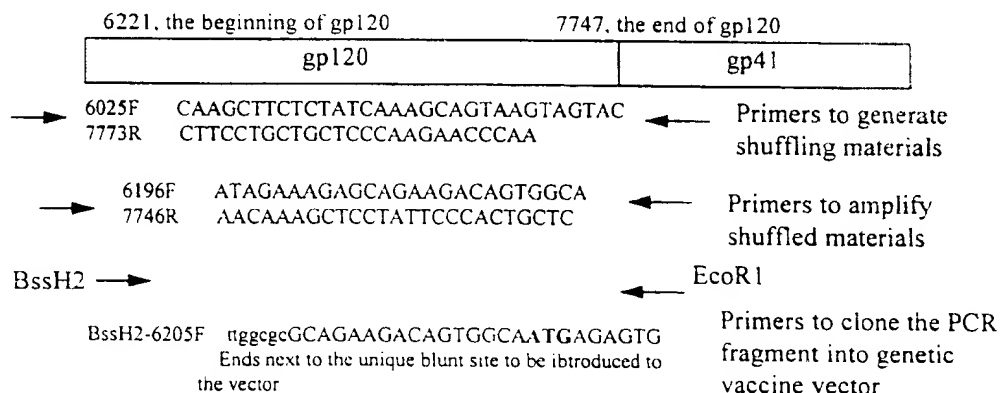 6221, the beginning of gp120 7747, the end of gp120
gp120 gp41
6025F CAAGCTTCTCTATCAAAGCAGTAAGTAGTAC
7773R CTTCCTGCTGCTCCCAAGAACCCAA
Primers to generate
shuffling materials
6196F ATAGAAAGAGCAGAAGACAGTGGCA
7746R AACAAAGCTCCTATTCCCACTGCTC
Primers to amplify
shuffled materials
BssH2 EcoR1
BssH2-6205F ttggcgcGCAGAAGACAGTGGCAATGAGAGTG
Ends next to the unique blunt site to be ibtroduced to
the vector
Primers to clone the PCR
fragment into genetic
vaccine vector